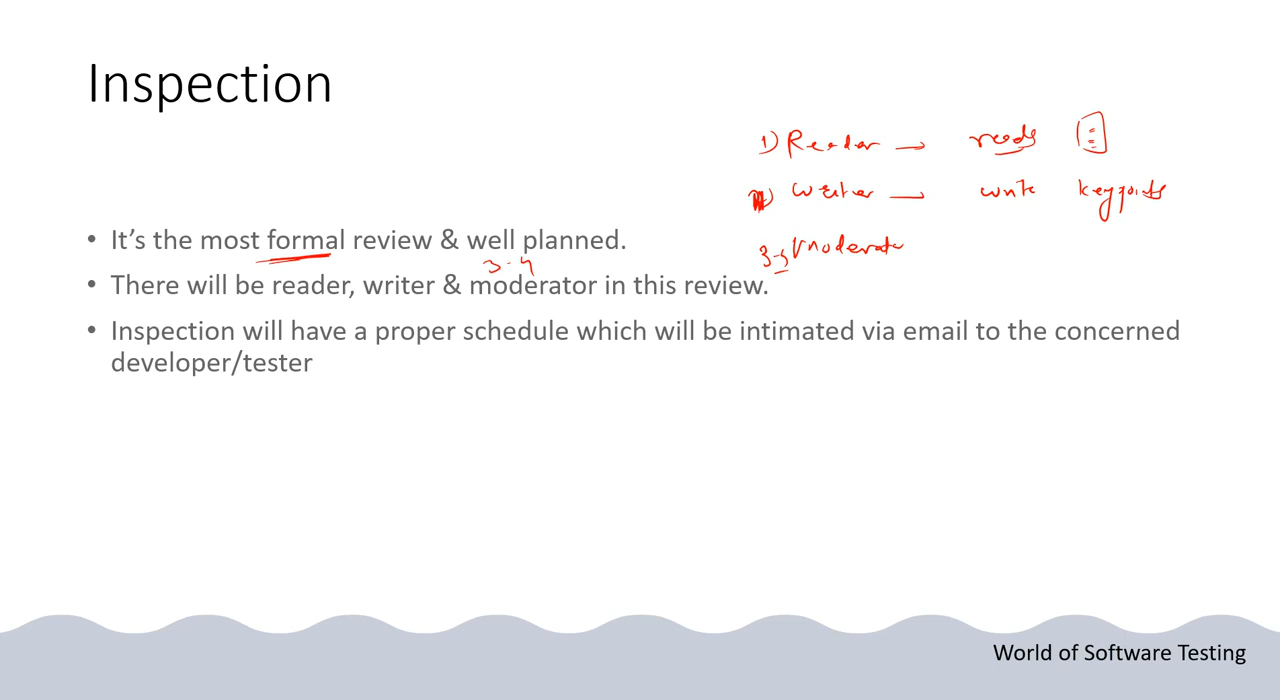 Inspection
1) Reader → reads
Writer → write keypoints
• It's the most formal review & well planned.
3-4
moderator
• There will be reader, writer & moderator in this review.
• Inspection will have a proper schedule which will be intimated via email to the concerned
developer/tester
World of Software Testing